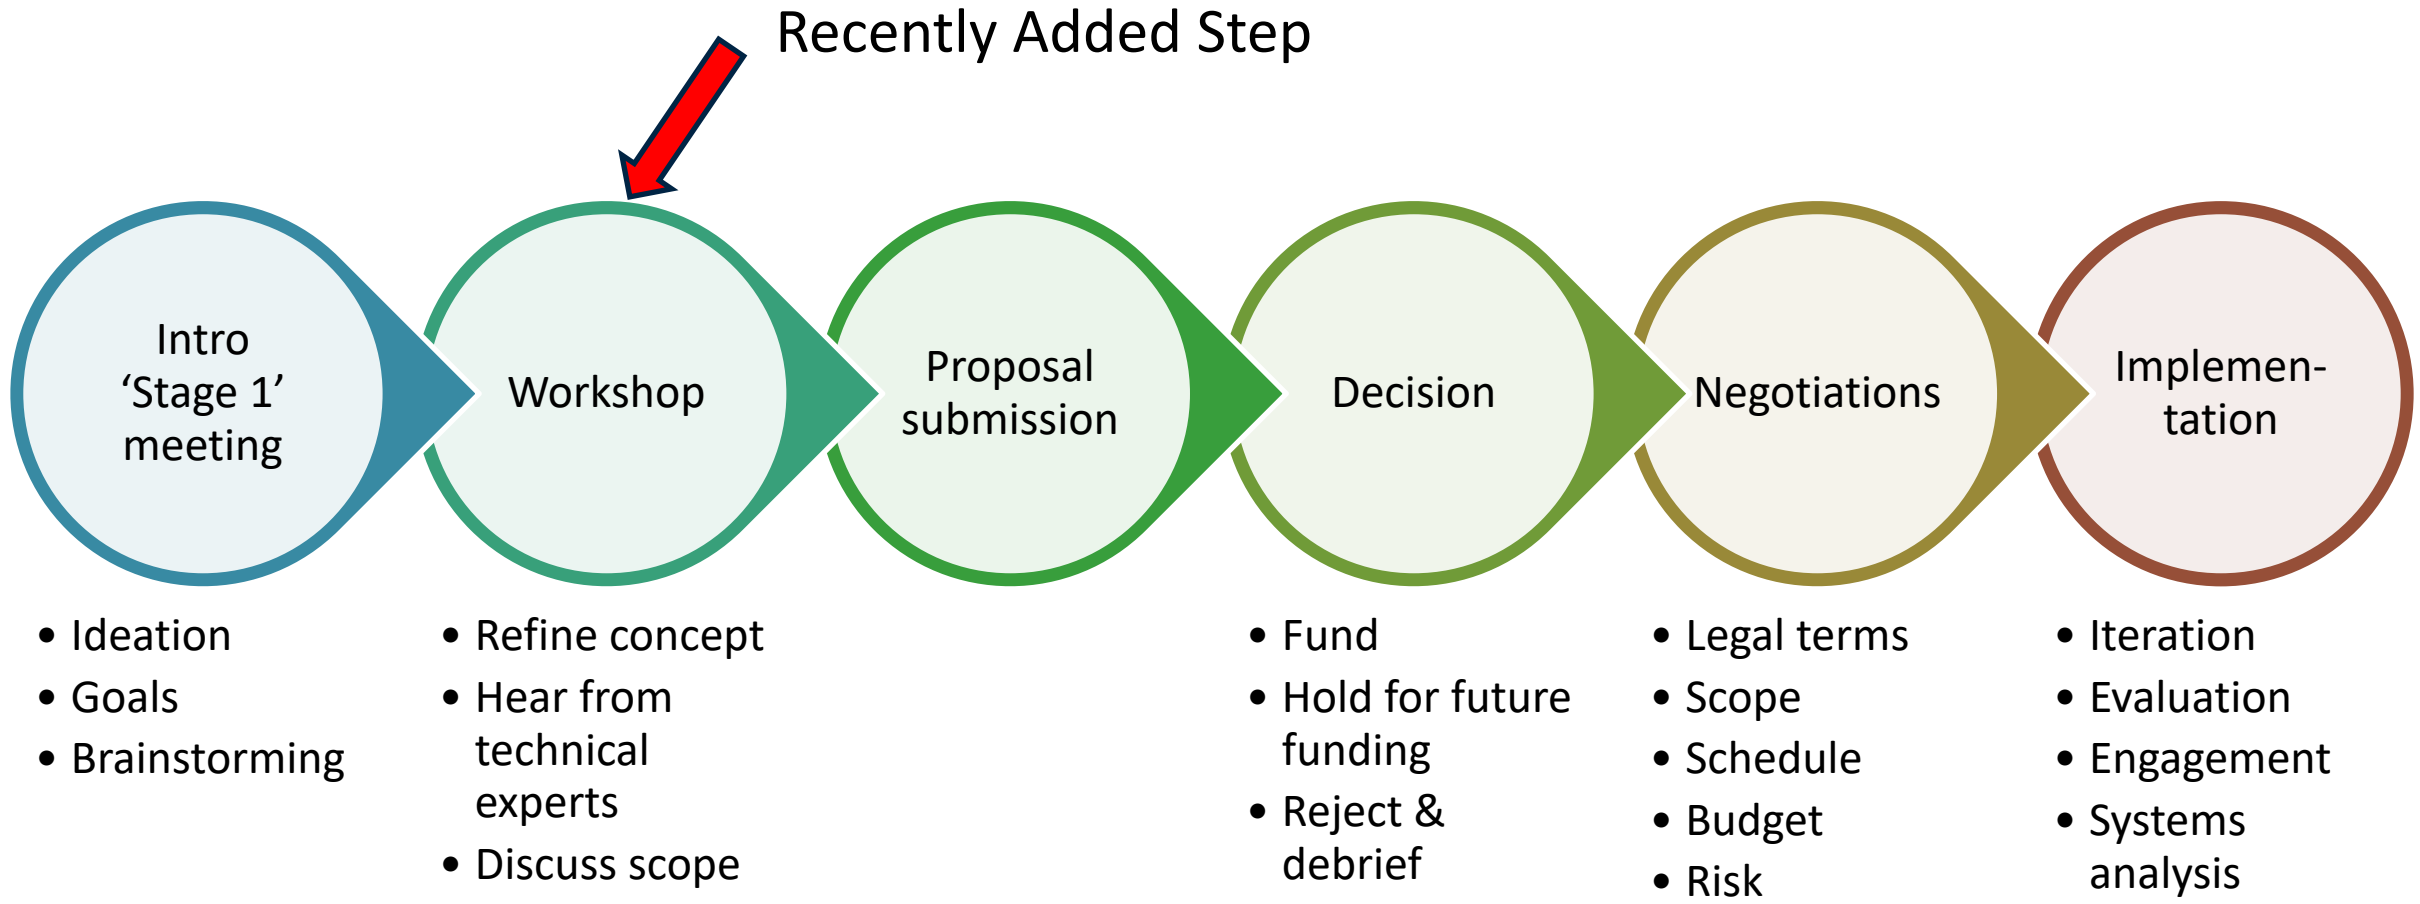 Recently Added Step
Intro
‘Stage 1’
meeting
Workshop
Proposal
submission
Decision
Negotiations
Implemen-
tation
• Ideation
• Goals
• Brainstorming
• Refine concept
• Hear from
technical
experts
• Discuss scope
• Fund
• Hold for future
funding
• Reject &
debrief
• Legal terms
• Scope
• Schedule
• Budget
• Risk
• Iteration
• Evaluation
• Engagement
• Systems
analysis